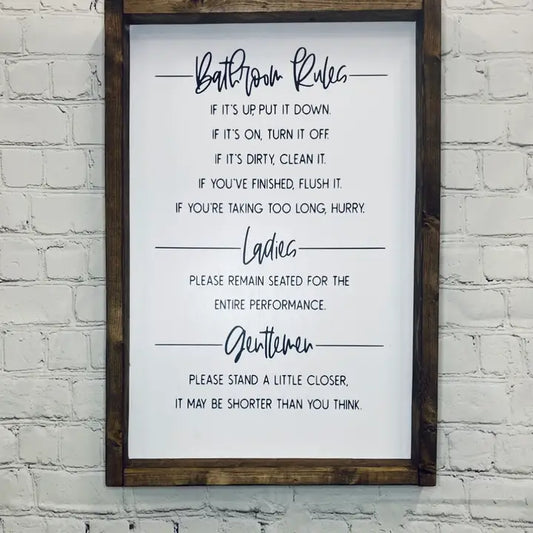 Bathroom Rules
IF IT'S UP, PUT IT DOWN.
IF IT'S ON, TURN IT OFF.
IF IT'S DIRTY, CLEAN IT.
IF YOU'VE FINISHED, FLUSH IT.
IF YOU'RE TAKING TOO LONG, HURRY.
Ladies
PLEASE REMAIN SEATED FOR THE
ENTIRE PERFORMANCE.
Gentlemen
PLEASE STAND A LITTLE CLOSER,
IT MAY BE SHORTER THAN YOU THINK.